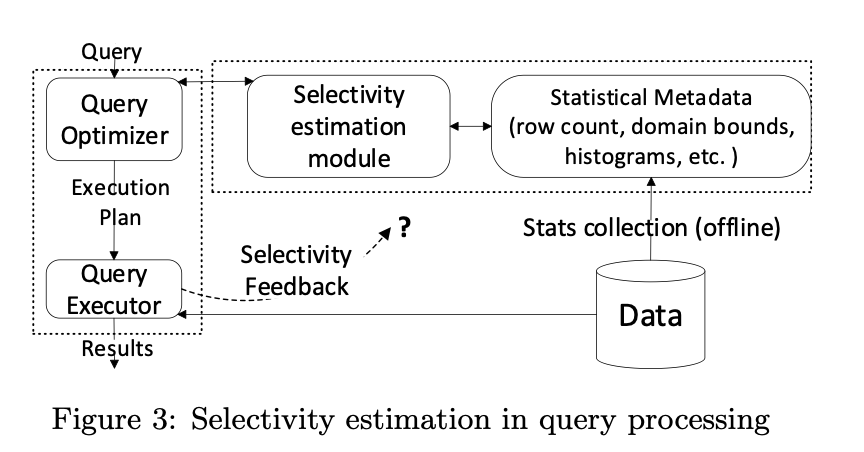 Query
Query
Optimizer
Selectivity
estimation
module
Statistical Metadata
(row count, domain bounds,
histograms, etc. )
Execution
Plan
Selectivity
Feedback
?
Stats collection (offline)
Query
Executor
Data
Results
Figure 3: Selectivity estimation in query processing